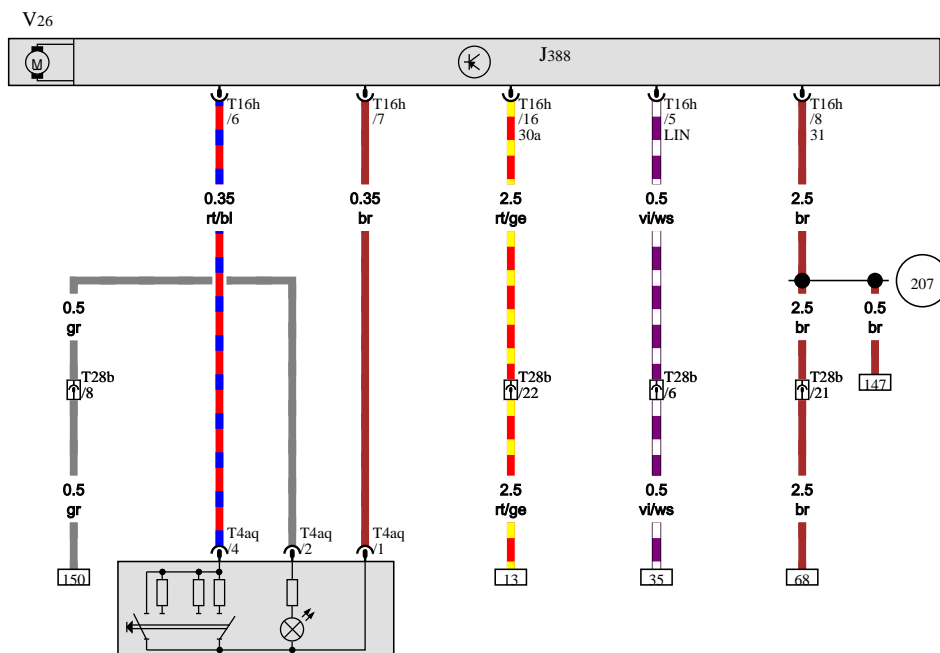 V26
M
J388
T16h
/6
T16h
/7
T16h
/16
30a
T16h
/5
LIN
T16h
/8
31
0.35
rt/bl
0.35
br
2.5
rt/ge
0.5
vi/ws
2.5
br
207
0.5
gr
2.5
br
0.5
br
T28b
/8
T28b
/22
T28b
/6
T28b
/21
147
0.5
gr
2.5
rt/ge
0.5
vi/ws
2.5
br
T4aq
/4
T4aq
/2
T4aq
/1
150
13
35
68